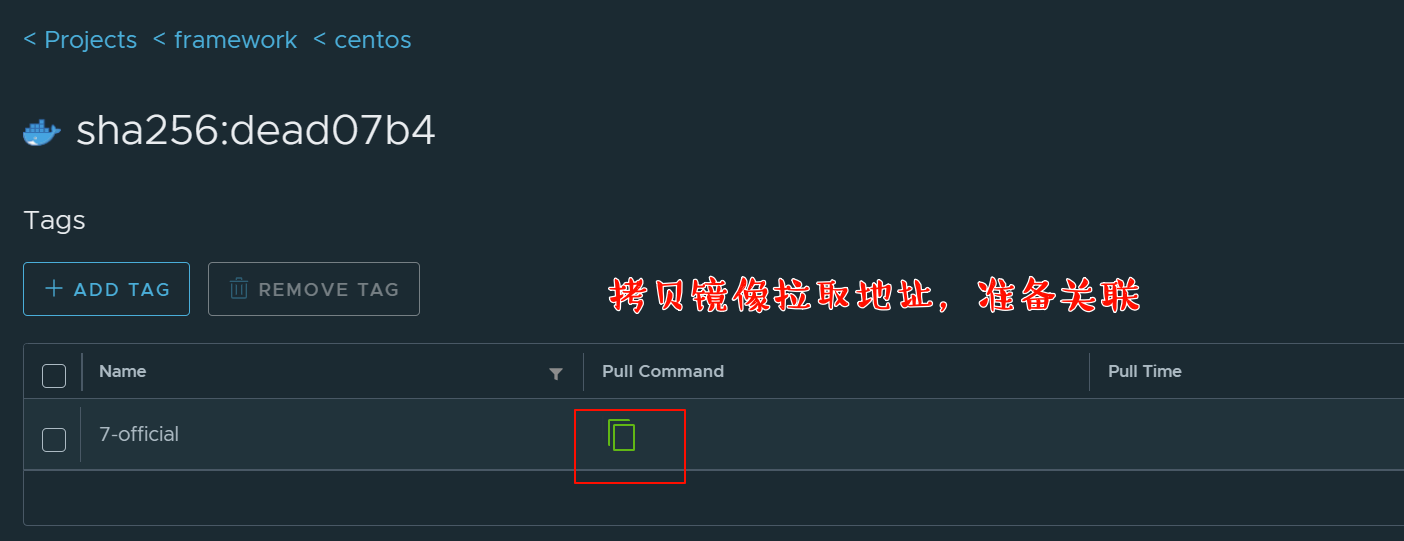 < Projects < framework < centos
sha256:dead07b4
Tags
+ ADD TAG REMOVE TAG
拷贝镜像拉取地址，准备关联
Name Pull Command Pull Time
7-official